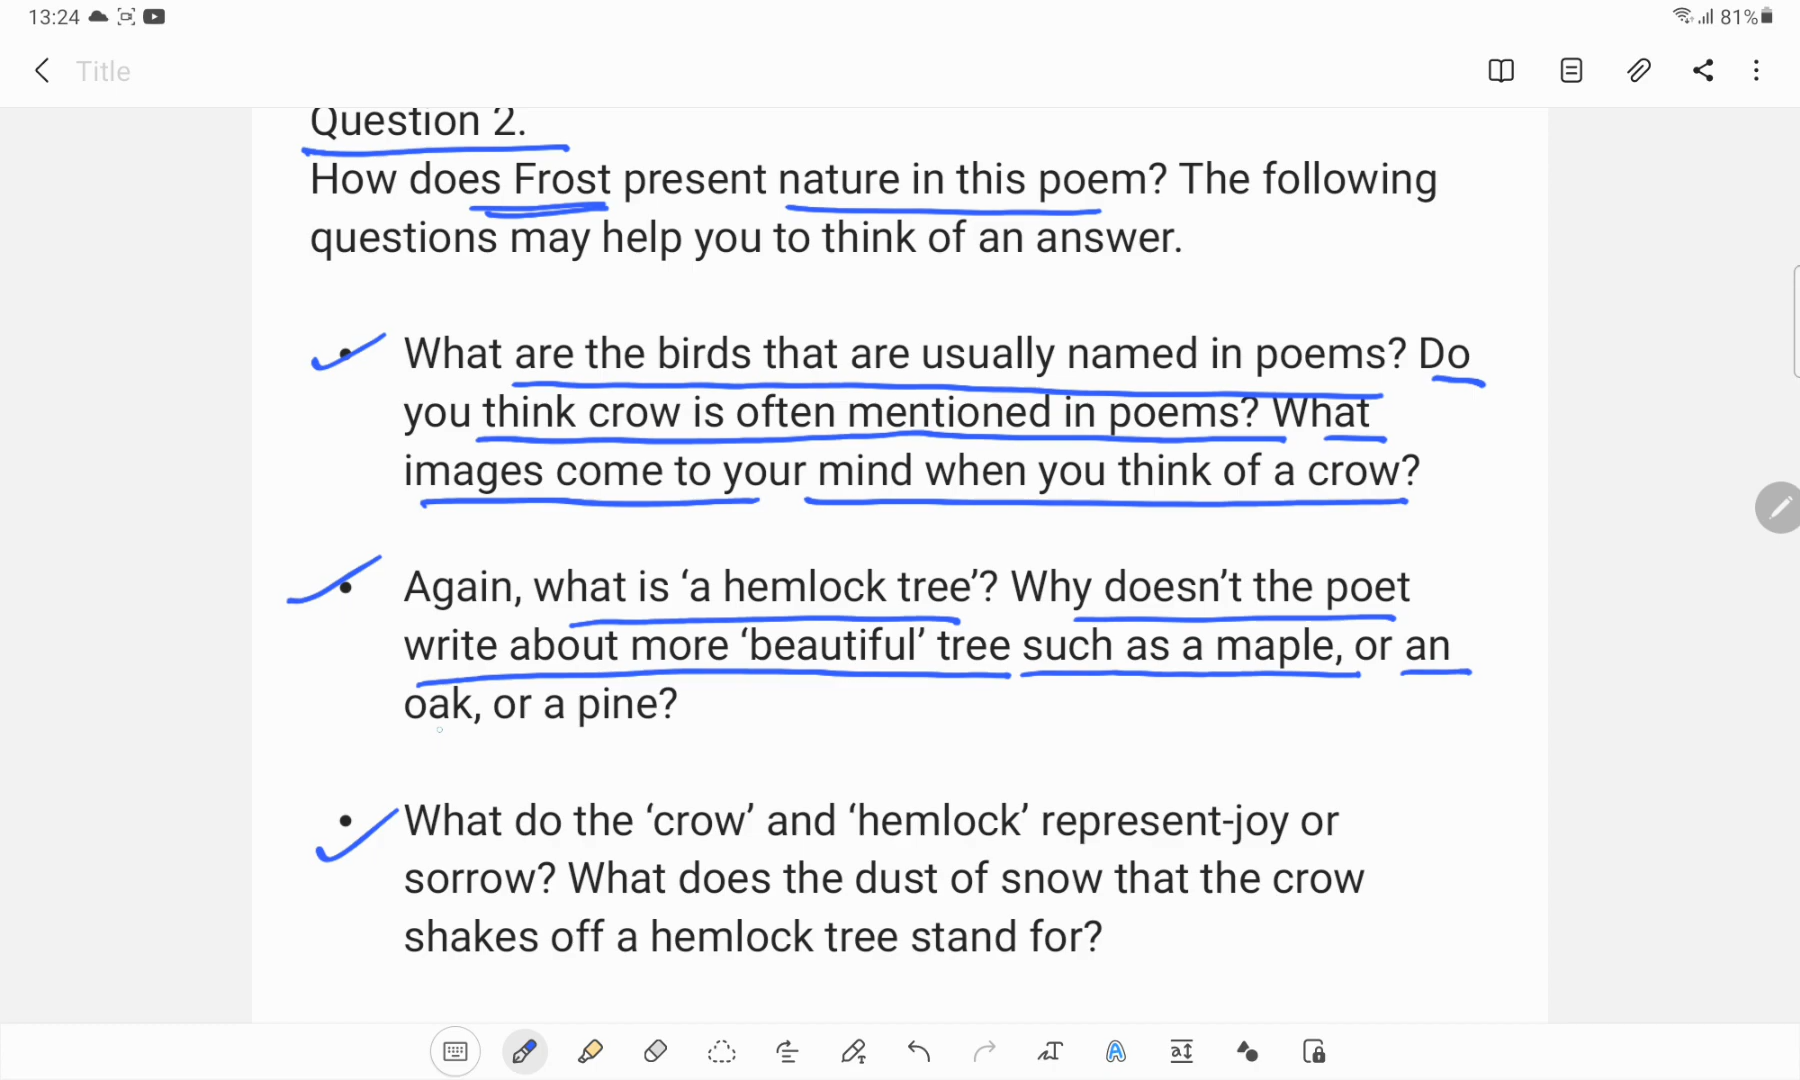 13:24
81%
Title
Question 2.
How does Frost present nature in this poem? The following
questions may help you to think of an answer.
• What are the birds that are usually named in poems? Do
you think crow is often mentioned in poems? What
images come to your mind when you think of a crow?
• Again, what is ‘a hemlock tree’? Why doesn’t the poet
write about more ‘beautiful’ tree such as a maple, or an
oak, or a pine?
• What do the ‘crow’ and ‘hemlock’ represent-joy or
sorrow? What does the dust of snow that the crow
shakes off a hemlock tree stand for?